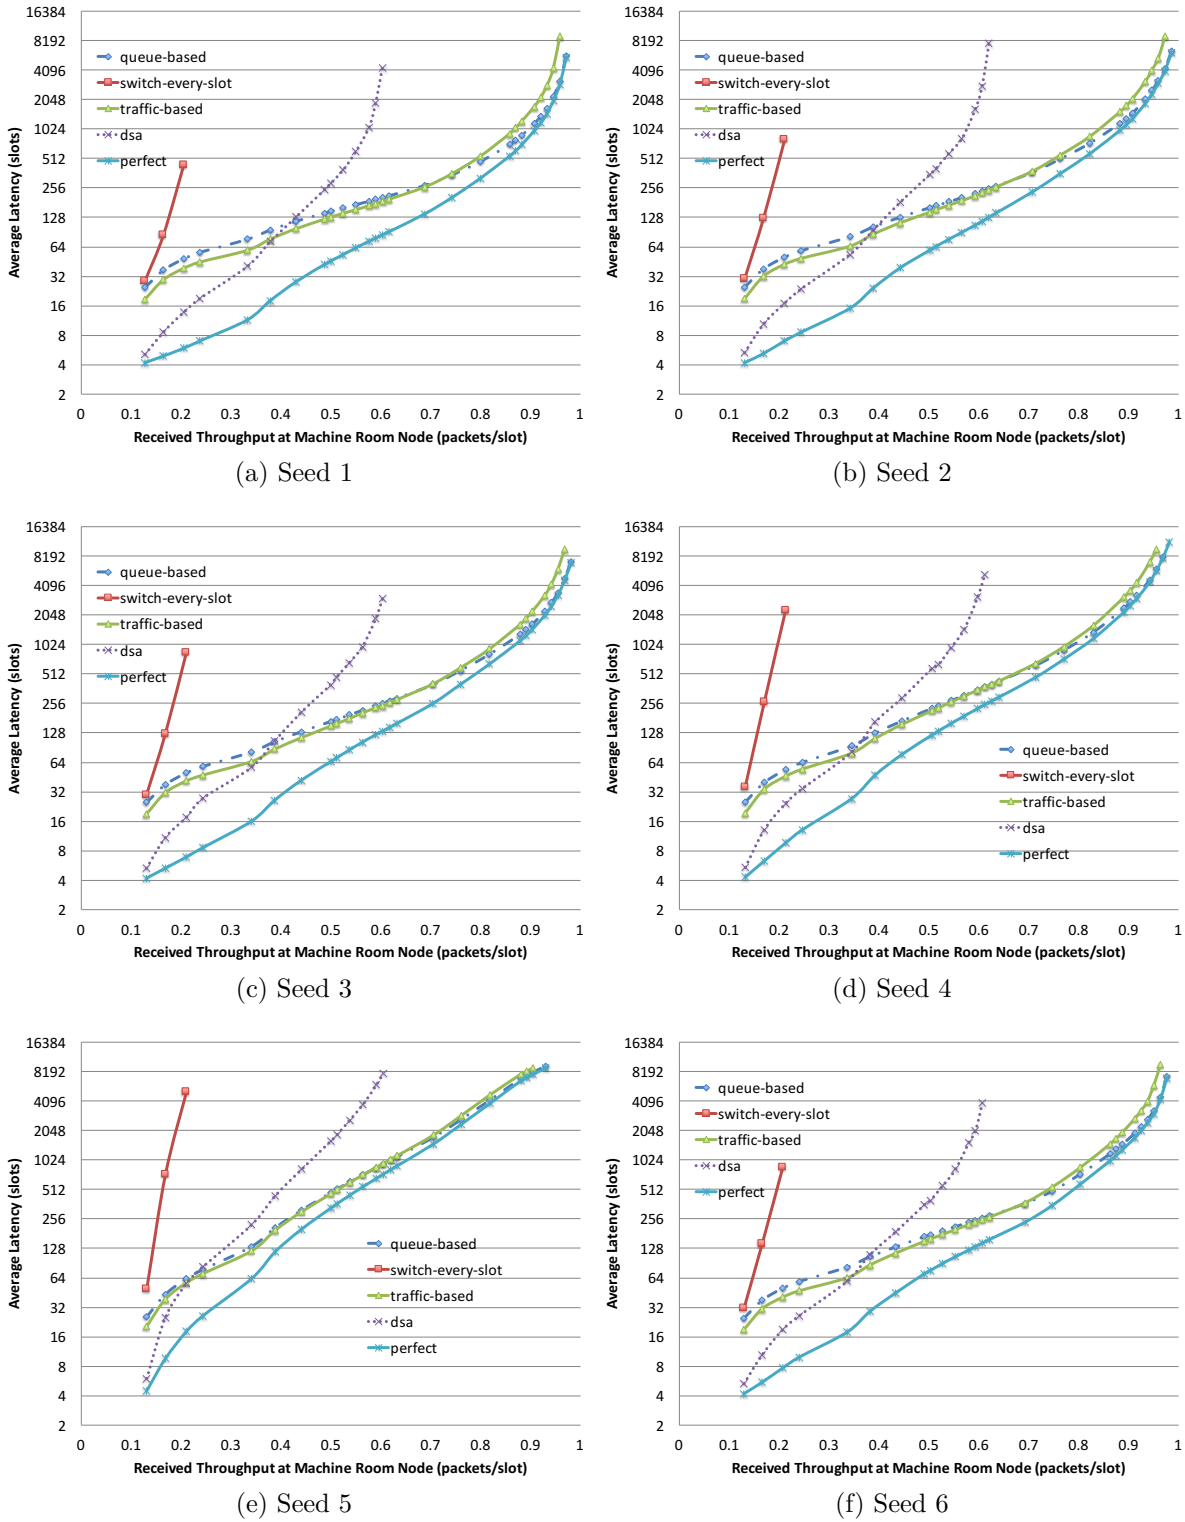 16384
8192
4096
2048
1024
512
256
128
64
32
16
8
4
2
Average Latency (slots)
queue-based
switch-every-slot
traffic-based
dsa
perfect
0 0.1 0.2 0.3 0.4 0.5 0.6 0.7 0.8 0.9 1
Received Throughput at Machine Room Node (packets/slot)
(a) Seed 1
16384
8192
4096
2048
1024
512
256
128
64
32
16
8
4
2
Average Latency (slots)
queue-based
switch-every-slot
traffic-based
dsa
perfect
0 0.1 0.2 0.3 0.4 0.5 0.6 0.7 0.8 0.9 1
Received Throughput at Machine Room Node (packets/slot)
(b) Seed 2
16384
8192
4096
2048
1024
512
256
128
64
32
16
8
4
2
Average Latency (slots)
queue-based
switch-every-slot
traffic-based
dsa
perfect
0 0.1 0.2 0.3 0.4 0.5 0.6 0.7 0.8 0.9 1
Received Throughput at Machine Room Node (packets/slot)
(c) Seed 3
16384
8192
4096
2048
1024
512
256
128
64
32
16
8
4
2
Average Latency (slots)
queue-based
switch-every-slot
traffic-based
dsa
perfect
0 0.1 0.2 0.3 0.4 0.5 0.6 0.7 0.8 0.9 1
Received Throughput at Machine Room Node (packets/slot)
(d) Seed 4
16384
8192
4096
2048
1024
512
256
128
64
32
16
8
4
2
Average Latency (slots)
queue-based
switch-every-slot
traffic-based
dsa
perfect
0 0.1 0.2 0.3 0.4 0.5 0.6 0.7 0.8 0.9 1
Received Throughput at Machine Room Node (packets/slot)
(e) Seed 5
16384
8192
4096
2048
1024
512
256
128
64
32
16
8
4
2
Average Latency (slots)
queue-based
switch-every-slot
traffic-based
dsa
perfect
0 0.1 0.2 0.3 0.4 0.5 0.6 0.7 0.8 0.9 1
Received Throughput at Machine Room Node (packets/slot)
(f) Seed 6